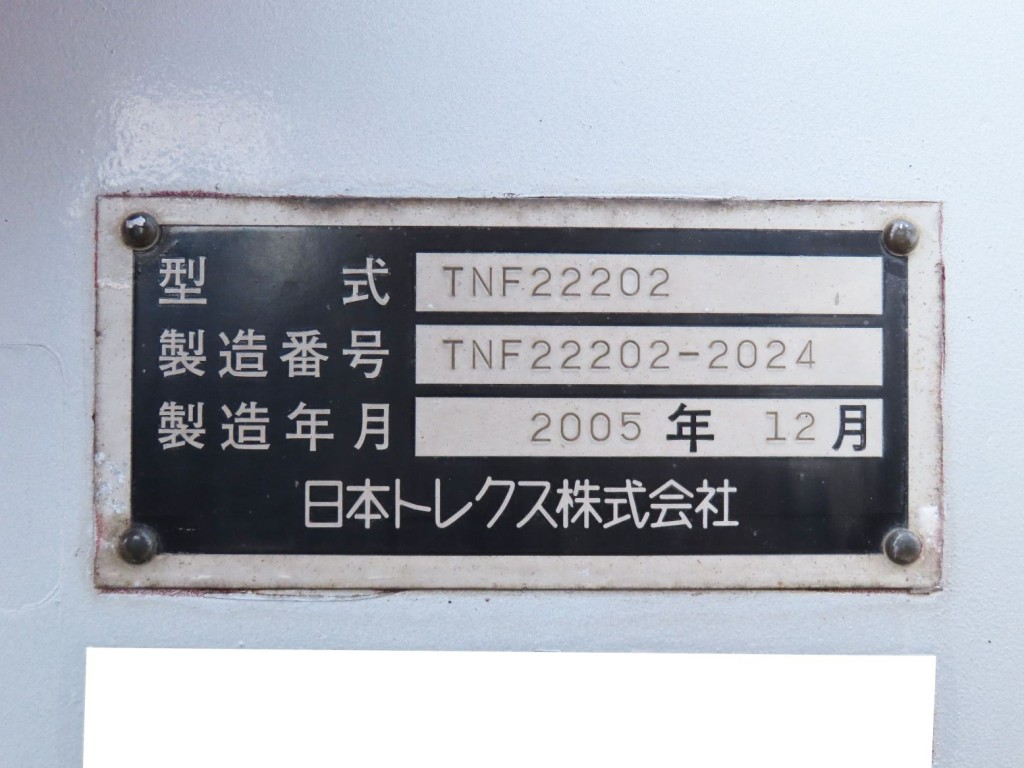 型式 TNF22202
製造番号 TNF22202-2024
製造年月 2005年 12月
日本トレクス株式会社